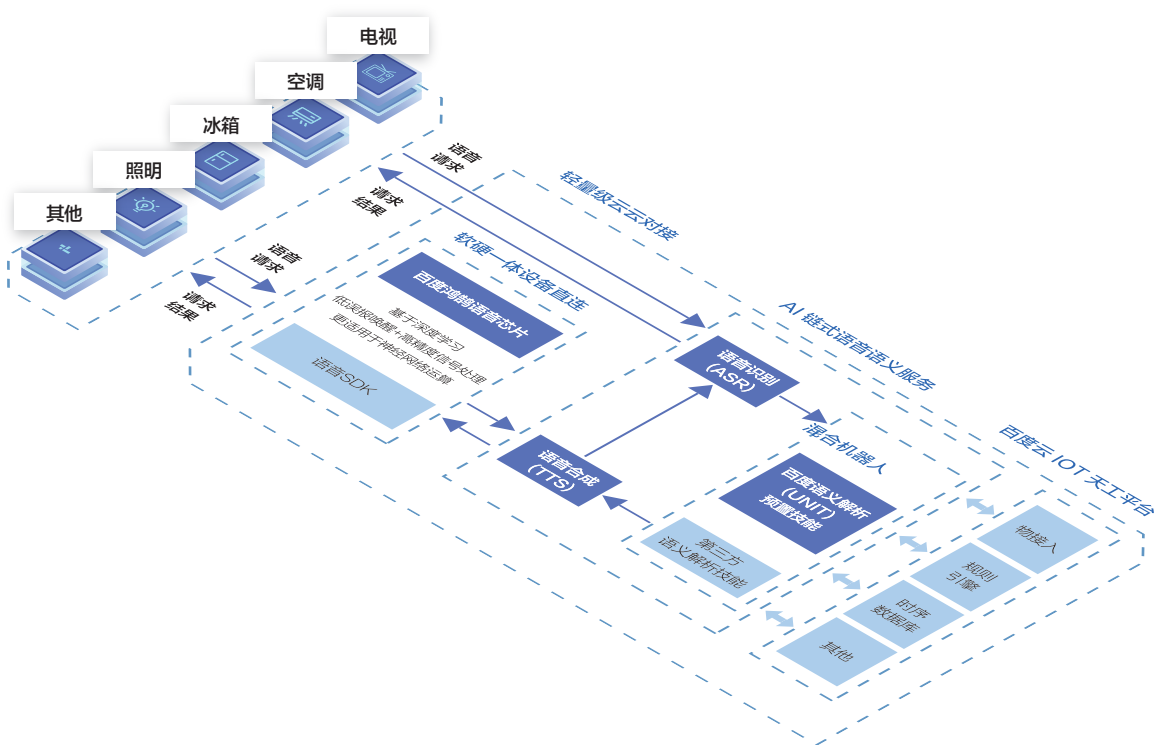 电视
空调
冰箱
照明
其他
语音
请求
请求
结果
语音
请求
请求
结果
轻量级云云对接
软硬一体设备直连
百度鸿鹄语音芯片
基于深度学习
低误报唤醒+高精度信号处理
更适用于神经网络运算
语音SDK
AI 链式语音语义服务
语音识别
(ASR)
语音合成
(TTS)
混合机器人
百度语义解析
(UNIT)
预置技能
第三方
语义解析技能
百度云 IOT 天工平台
物接入
规则
引擎
时序
数据库
其他